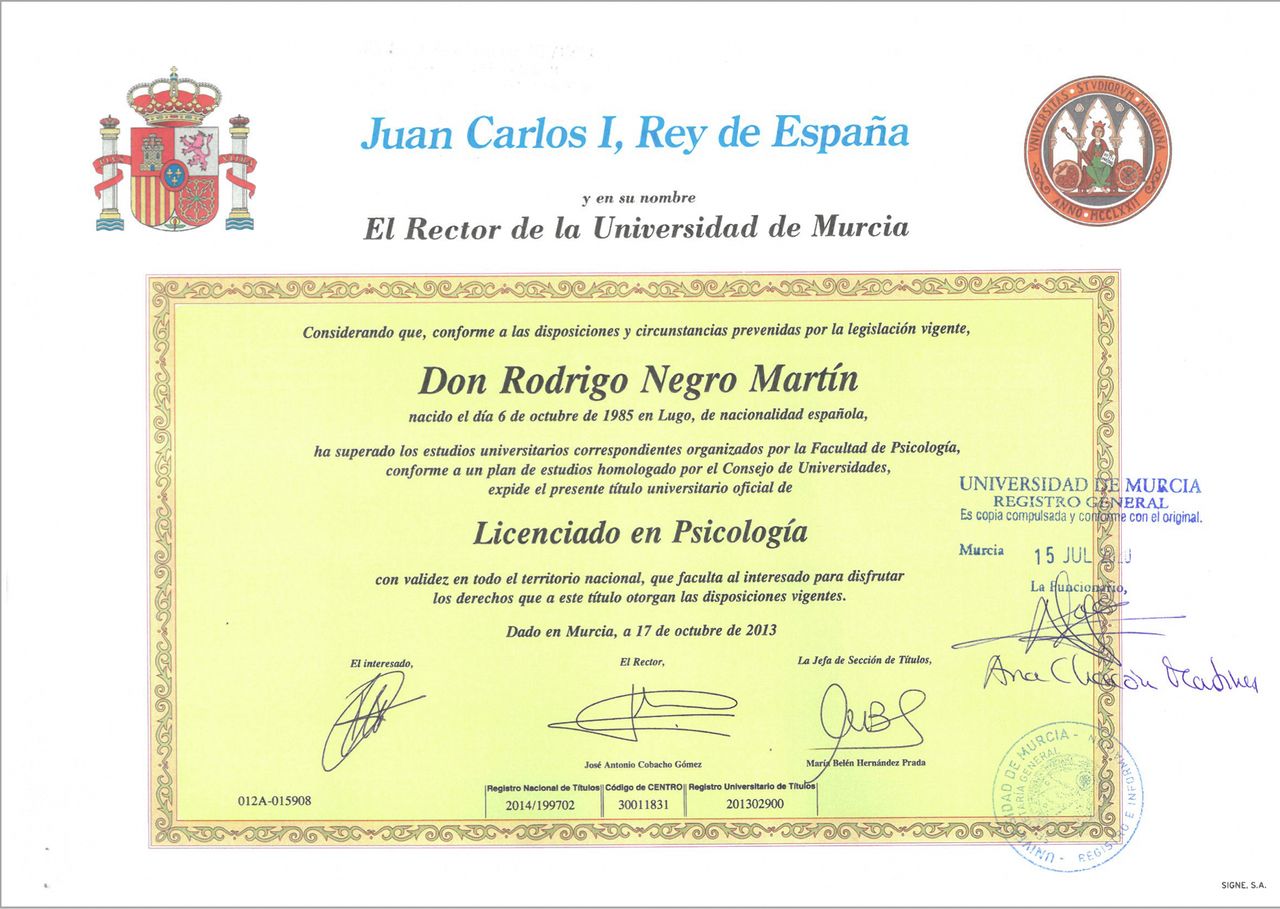 Juan Carlos I, Rey de España
y en su nombre
El Rector de la Universidad de Murcia
UNIVERSITAS · STVDIORVM · MVRCIANA
ANNO · MCCLXXII
Considerando que, conforme a las disposiciones y circunstancias prevenidas por la legislación vigente,
Don Rodrigo Negro Martín
nacido el día 6 de octubre de 1985 en Lugo, de nacionalidad española,
ha superado los estudios universitarios correspondientes organizados por la Facultad de Psicología,
conforme a un plan de estudios homologado por el Consejo de Universidades,
expide el presente título universitario oficial de
Licenciado en Psicología
con validez en todo el territorio nacional, que faculta al interesado para disfrutar
los derechos que a este título otorgan las disposiciones vigentes.
Dado en Murcia, a 17 de octubre de 2013
El interesado,
El Rector,
La Jefa de Sección de Títulos,
José Antonio Cobacho Gómez
María Belén Hernández Prada
012A-015908
Registro Nacional de Títulos
Código de CENTRO
Registro Universitario de Títulos
2014/199702
30011831
201302900
UNIVERSIDAD DE MURCIA
REGISTRO GENERAL
Es copia compulsada y conforme con el original.
Murcia
15 JUL
La Funcionario,
Ana
DE MURCIA
SIGNE, S.A.